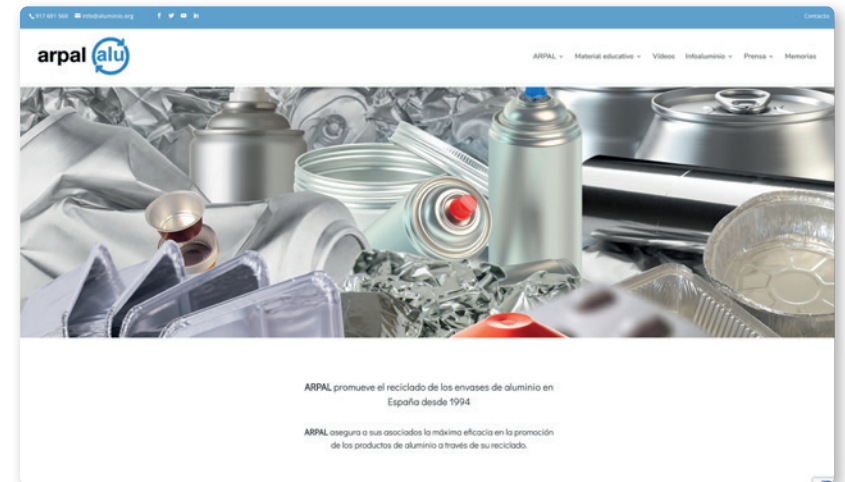 917 691 560 info@aluminio.org
Contacto
arpal alu
ARPAL Material educativo Vídeos Infoaluminio Prensa Memorias
ARPAL promueve el reciclado de los envases de aluminio en
España desde 1994
ARPAL asegura a sus asociados la máxima eficacia en la promoción
de los productos de aluminio a través de su reciclado.